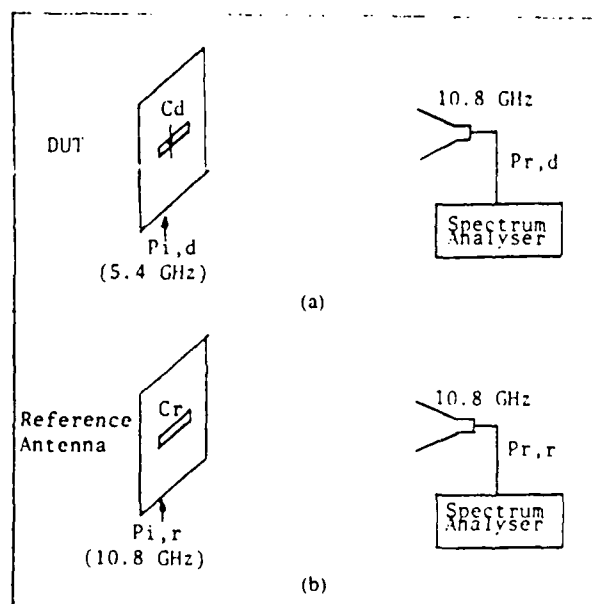 Cd
10.8 GHz
DUT
Pr,d
Spectrum
Analyser
Pi,d
(5.4 GHz)
(a)
Cr
10.8 GHz
Reference
Antenna
Pr,r
Spectrum
Analyser
Pi,r
(10.8 GHz)
(b)